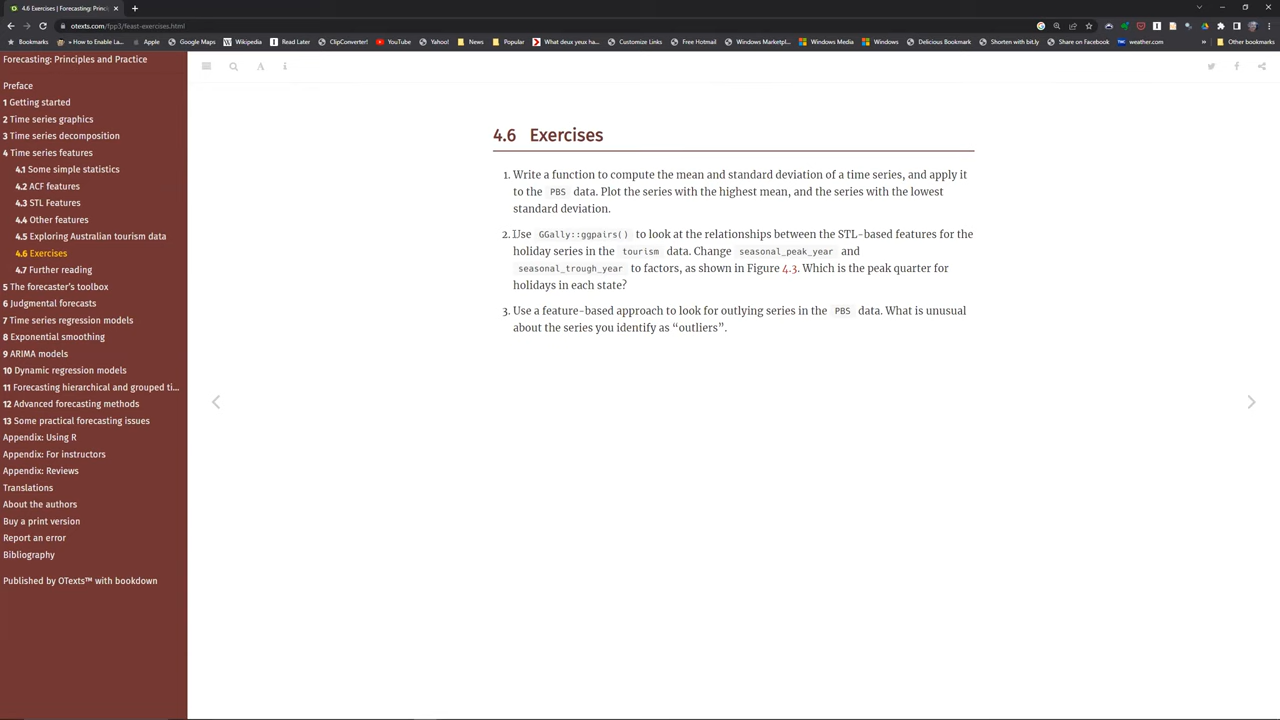 4.6 Exercises | Forecasting: Princ
otexts.com/fpp3/feast-exercises.html
Bookmarks
+ How to Enable La...
Apple
Google Maps
Wikipedia
Read Later
ClipConverter!
YouTube
Yahoo!
News
Popular
What deux yeux ha...
Customize Links
Free Hotmail
Windows Marketpl...
Windows Media
Windows
Delicious Bookmark
Shorten with bit.ly
Share on Facebook
weather.com
»
Other bookmarks
Forecasting: Principles and Practice
Preface
1 Getting started
2 Time series graphics
3 Time series decomposition
4 Time series features
4.1 Some simple statistics
4.2 ACF features
4.3 STL Features
4.4 Other features
4.5 Exploring Australian tourism data
4.6 Exercises
4.7 Further reading
5 The forecaster's toolbox
6 Judgmental forecasts
7 Time series regression models
8 Exponential smoothing
9 ARIMA models
10 Dynamic regression models
11 Forecasting hierarchical and grouped ti...
12 Advanced forecasting methods
13 Some practical forecasting issues
Appendix: Using R
Appendix: For instructors
Appendix: Reviews
Translations
About the authors
Buy a print version
Report an error
Bibliography
Published by OTexts™ with bookdown
4.6 Exercises
1. Write a function to compute the mean and standard deviation of a time series, and apply it
to the PBS data. Plot the series with the highest mean, and the series with the lowest
standard deviation.
2. Use GGally::ggpairs() to look at the relationships between the STL-based features for the
holiday series in the tourism data. Change seasonal_peak_year and
seasonal_trough_year to factors, as shown in Figure 4.3. Which is the peak quarter for
holidays in each state?
3. Use a feature-based approach to look for outlying series in the PBS data. What is unusual
about the series you identify as “outliers”.